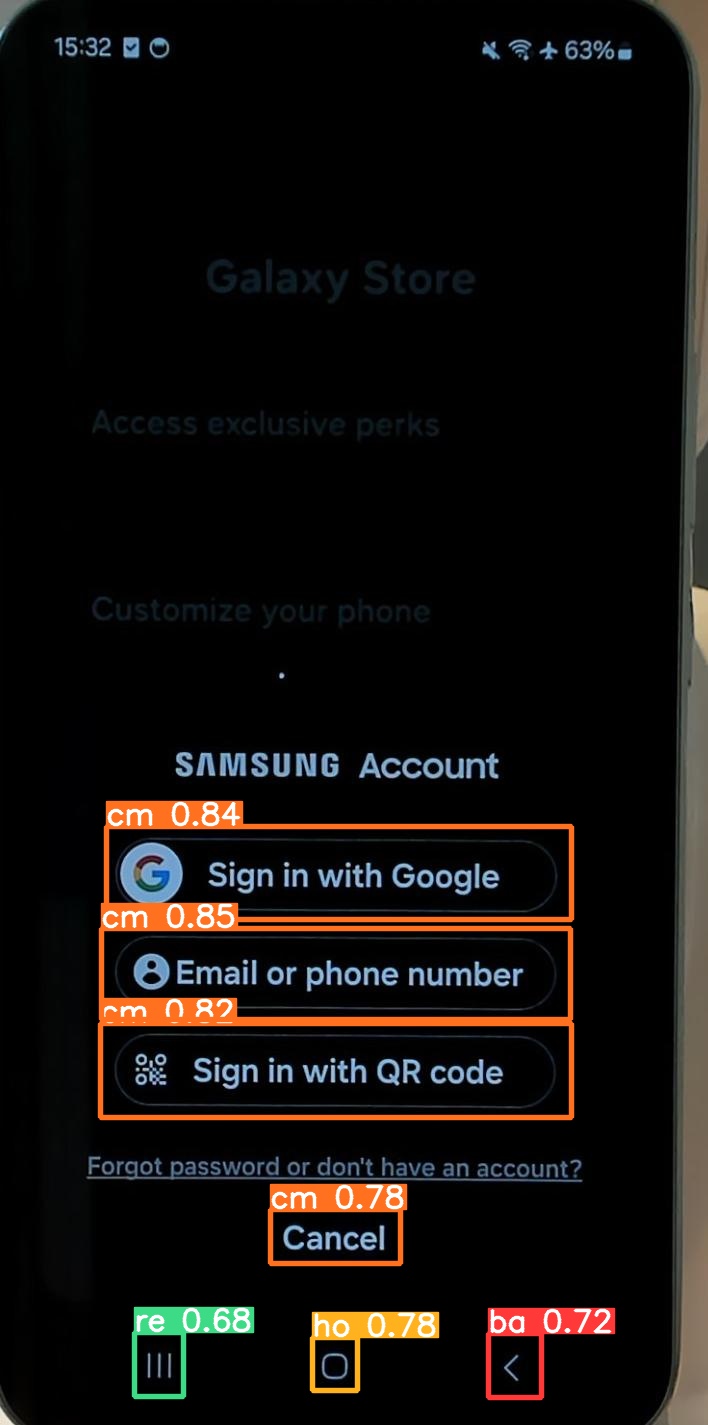 15:32 63%
Galaxy Store
Access exclusive perks
Customize your phone
SAMSUNG Account
cm 0.84
Sign in with Google
cm 0.85
Email or phone number
cm 0.82
Sign in with QR code
Forgot password or don't have an account?
cm 0.78
Cancel
re 0.68 ho 0.78 ba 0.72